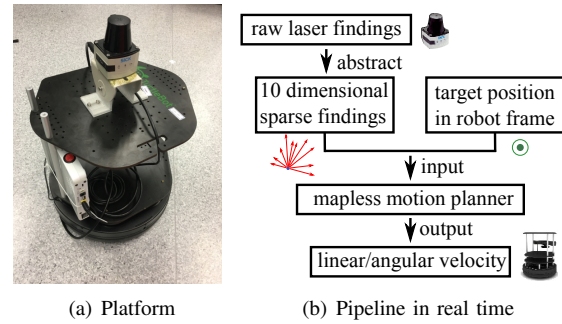 raw laser findings
abstract
10 dimensional
sparse findings
target position
in robot frame
input
mapless motion planner
output
linear/angular velocity
(a) Platform
(b) Pipeline in real time